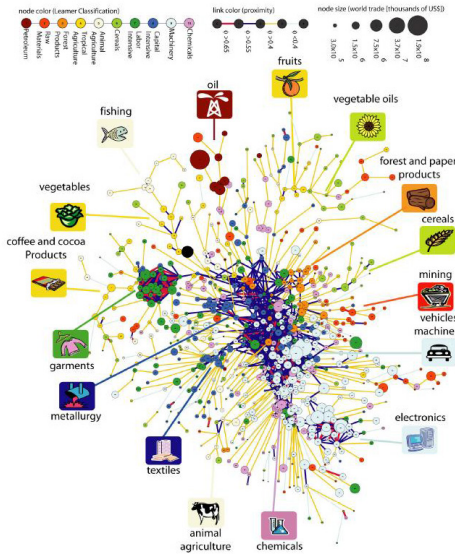 node color (Leamer Classification)
link color (proximity)
node size (world trade [thousands of US$])
Petroleum
Raw
Materials
Forest
Products
Tropical
Agriculture
Animal
Agriculture
Cereals
Labor
Intensive
Capital
Intensive
Machinery
Chemicals
fruits
oil
vegetable oils
fishing
forest and paper
products
vegetables
cereals
coffee and cocoa
Products
mining
vehicles
machine
garments
metallurgy
electronics
textiles
animal
agriculture
chemicals